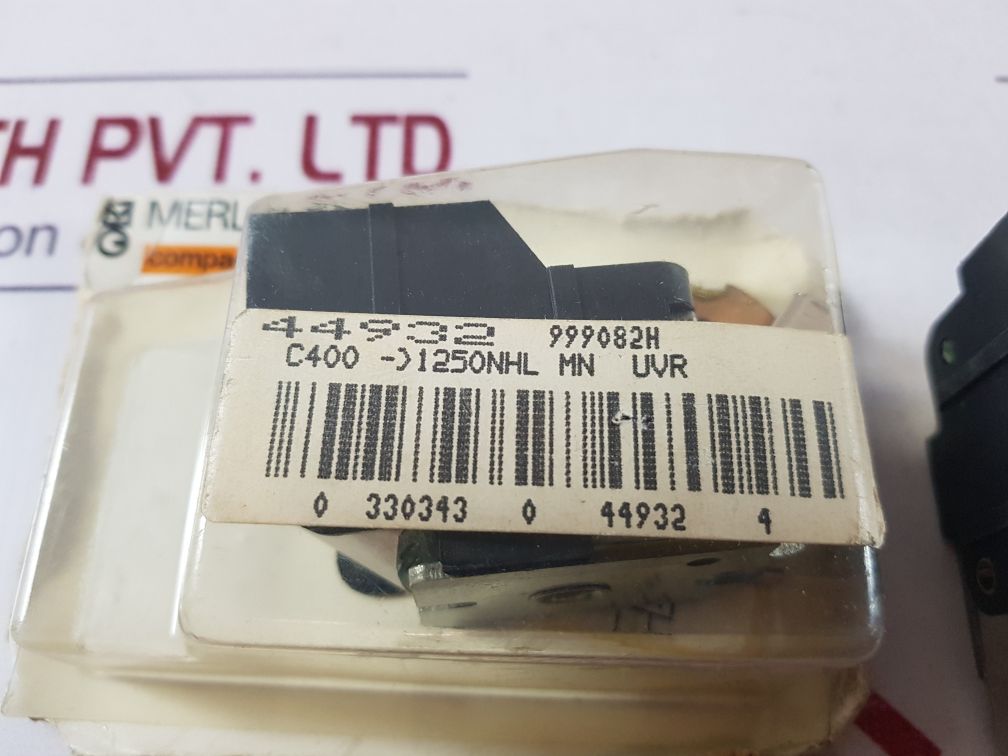 TH PVT. LTD
on
MERL
compa
44932 999082H
C400 ->1250NHL MN UVR
0 330343 0 44932 4